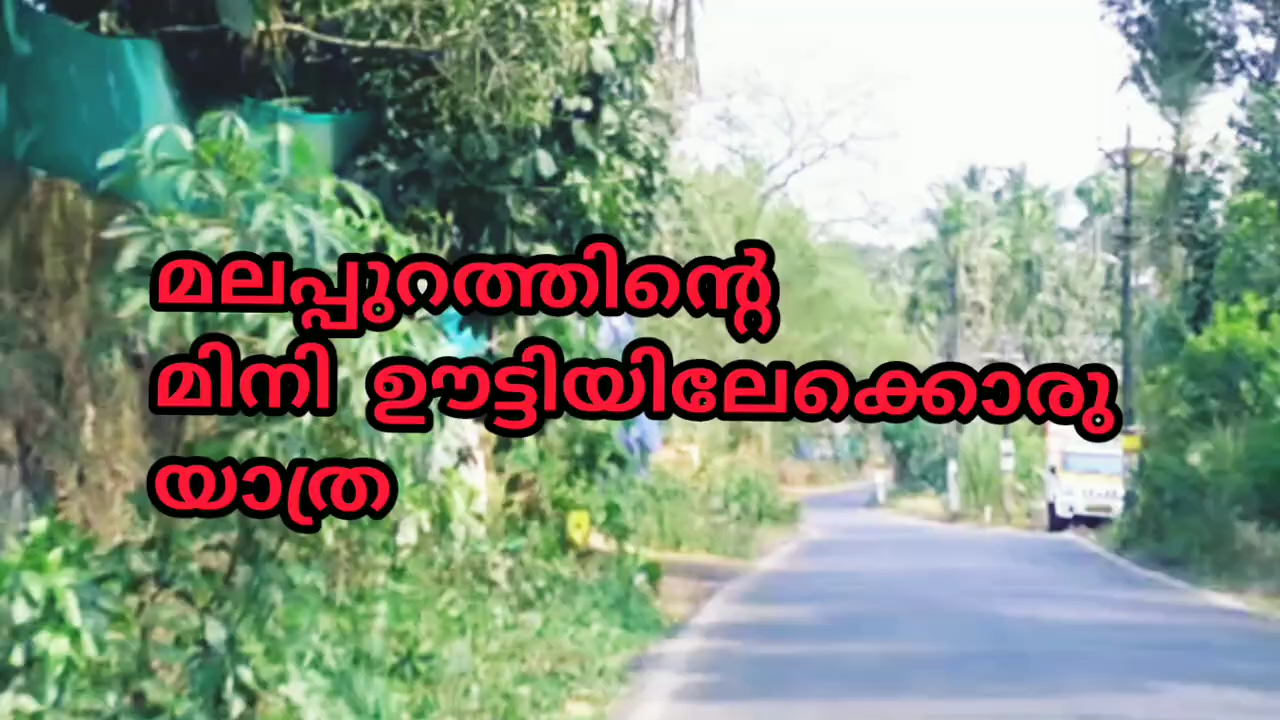 മലപ്പുറത്തിന്റെ
മിനി ഊട്ടിയിലേക്കൊരു
യാത്ര